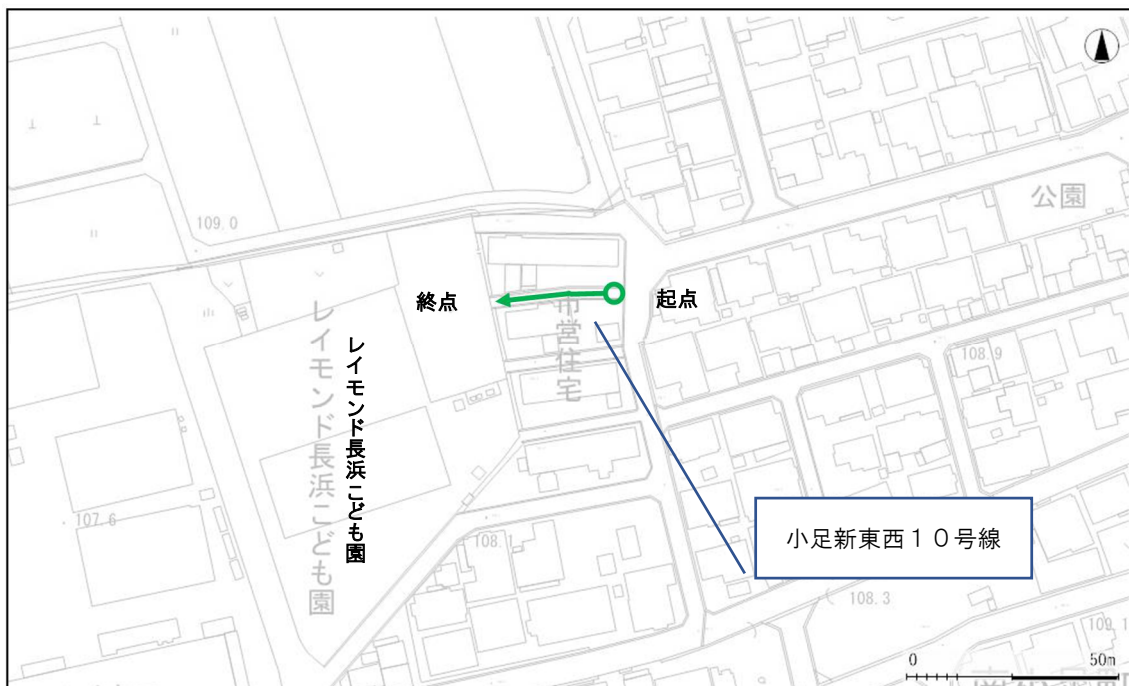 公園
109.0
終点
起点
市営住宅
レイモンド長浜こども園
レイモンド長浜こども園
108.9
107.6
108.1
小足新東西１０号線
108.3
109.1
0
50m